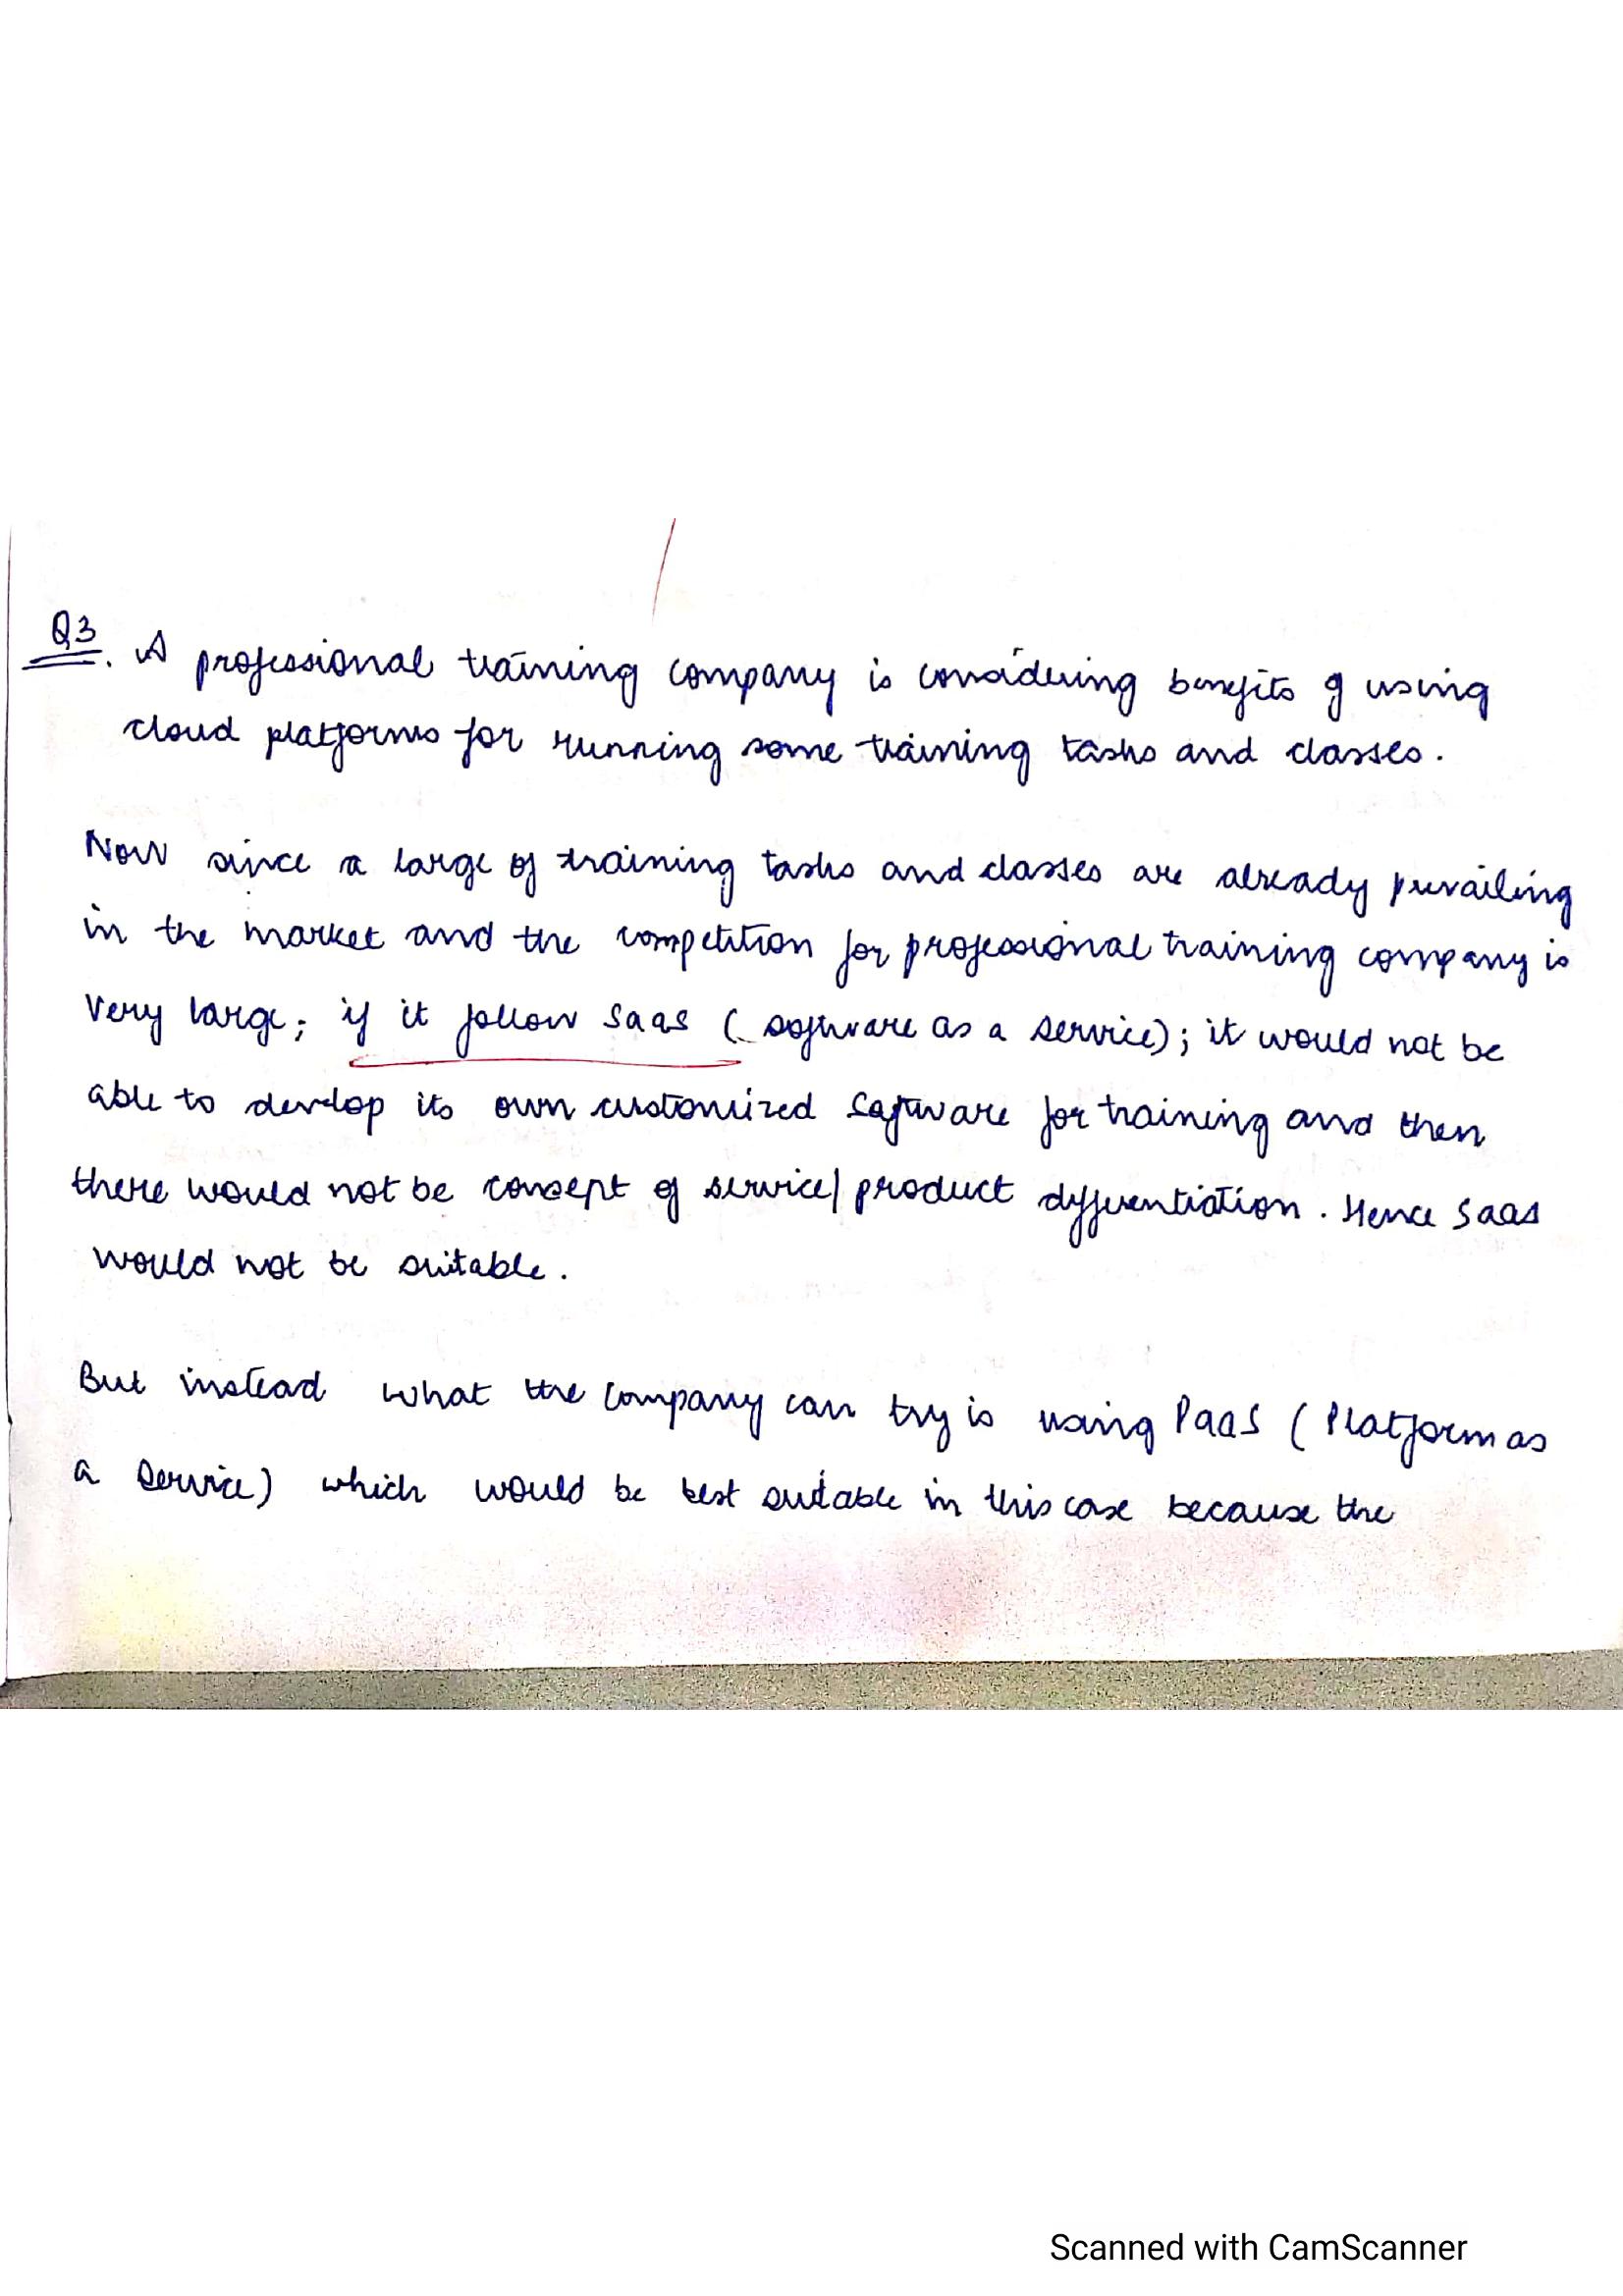 Q3. A professional training company is considering benefits of using
cloud platforms for running some training tasks and classes.
Now since a large of training tasks and classes are already prevailing
in the market and the competition for professional training company is
very large; if it follow Saas (software as a service); it would not be
able to develop its own customized software for training and then
there would not be concept of service/product differentiation. Hence Saas
would not be suitable.
But instead what the company can try is using PaaS (Platform as
a Service) which would be best suitable in this case because the
Scanned with CamScanner